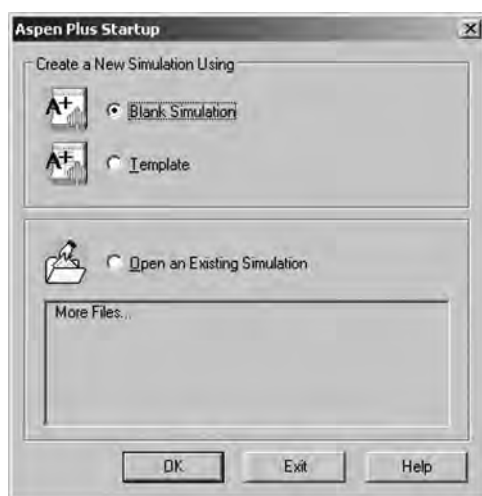 Aspen Plus Startup
Create a New Simulation Using
A+ Blank Simulation
A+ Template
Open an Existing Simulation
More Files...
OK Exit Help